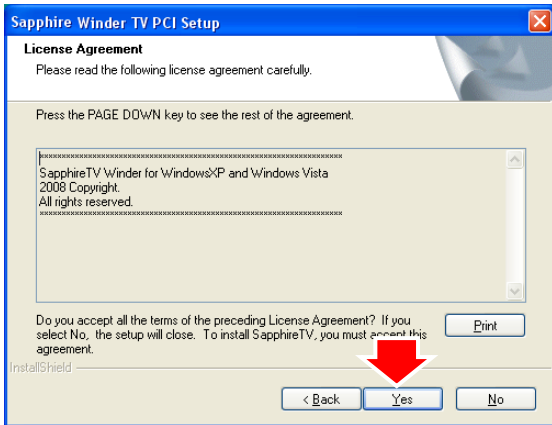 Sapphire Winder TV PCI Setup
License Agreement
Please read the following license agreement carefully.
Press the PAGE DOWN key to see the rest of the agreement.
xxxxxxxxxxxxxxxxxxxxxxxxxxxxxxxxxxxxxxxxxxxxxxxxxxxxxxxxxxxxxxxxxxxx
SapphireTV Winder for WindowsXP and Windows Vista
2008 Copyright.
All rights reserved.
xxxxxxxxxxxxxxxxxxxxxxxxxxxxxxxxxxxxxxxxxxxxxxxxxxxxxxxxxxxxxxxxxxxx
Do you accept all the terms of the preceding License Agreement? If you
select No, the setup will close. To install SapphireTV, you must accept this
agreement.
Print
InstallShield
< Back
Yes
No